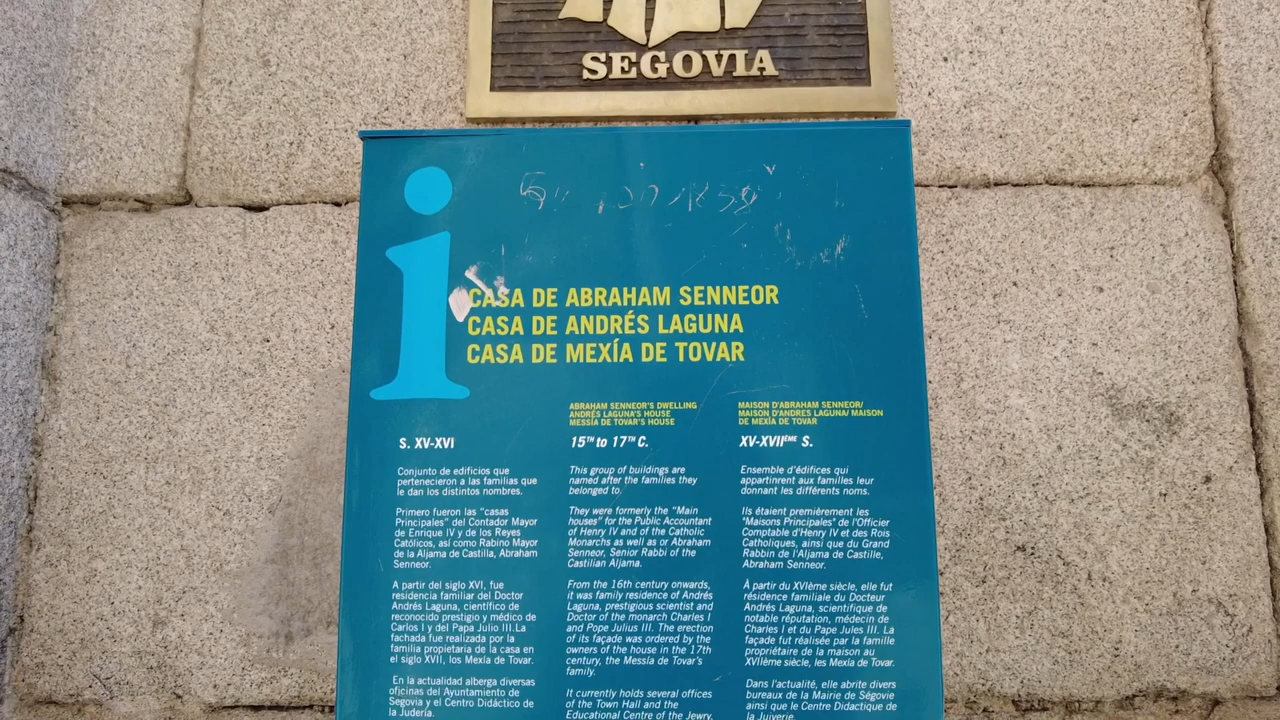 SEGOVIA
i
CASA DE ABRAHAM SENNEOR
CASA DE ANDRÉS LAGUNA
CASA DE MEXÍA DE TOVAR
S. XV-XVI
Conjunto de edificios que
pertenecieron a las familias que
le dan los distintos nombres.
Primero fueron las "casas
Principales" del Contador Mayor
de Enrique IV y de los Reyes
Católicos, así como Rabino Mayor
de la Aljama de Castilla, Abraham
Senneor.
A partir del siglo XVI, fue
residencia familiar del Doctor
Andrés Laguna, científico de
reconocido prestigio y médico de
Carlos I y del Papa Julio III.La
fachada fue realizada por la
familia propietaria de la casa en
el siglo XVII, los Mexía de Tovar.
En la actualidad alberga diversas
oficinas del Ayuntamiento de
Segovia y el Centro Didáctico de
la Judería.
ABRAHAM SENNEOR'S DWELLING
ANDRÉS LAGUNA'S HOUSE
MESSÍA DE TOVAR'S HOUSE
15TH to 17TH C.
This group of buildings are
named after the families they
belonged to.
They were formerly the "Main
houses" for the Public Accountant
of Henry IV and of the Catholic
Monarchs as well as or Abraham
Senneor, Senior Rabbi of the
Castilian Aljama.
From the 16th century onwards,
it was family residence of Andrés
Laguna, prestigious scientist and
Doctor of the monarch Charles I
and Pope Julius III. The erection
of its façade was ordered by the
owners of the house in the 17th
century, the Messía de Tovar's
family.
It currently holds several offices
of the Town Hall and the
Educational Centre of the Jewry.
MAISON D'ABRAHAM SENNEOR/
MAISON D'ANDRES LAGUNA/ MAISON
DE MEXÍA DE TOVAR
XV-XVIIÈME S.
Ensemble d'édifices qui
appartinrent aux familles leur
donnant les différents noms.
Ils étaient premièrement les
"Maisons Principales" de l'Officier
Comptable d'Henry IV et des Rois
Catholiques, ainsi que du Grand
Rabbin de l'Aljama de Castille,
Abraham Senneor.
À partir du XVIème siècle, elle fut
résidence familiale du Docteur
Andrés Laguna, scientifique de
notable réputation, médecin de
Charles I et du Pape Jules III. La
façade fut réalisée par la famille
propriétaire de la maison au
XVIIème siècle, les Mexía de Tovar.
Dans l'actualité, elle abrite divers
bureaux de la Mairie de Ségovie
ainsi que le Centre Didactique de
la Juiverie.